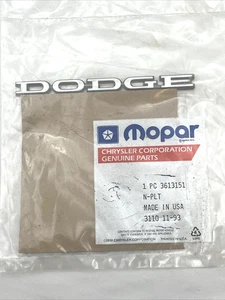 DODGE
Mopar
CHRYSLER CORPORATION
GENUINE PARTS
1 PC 3613151
N-PLT
MADE IN USA
3110 11-93